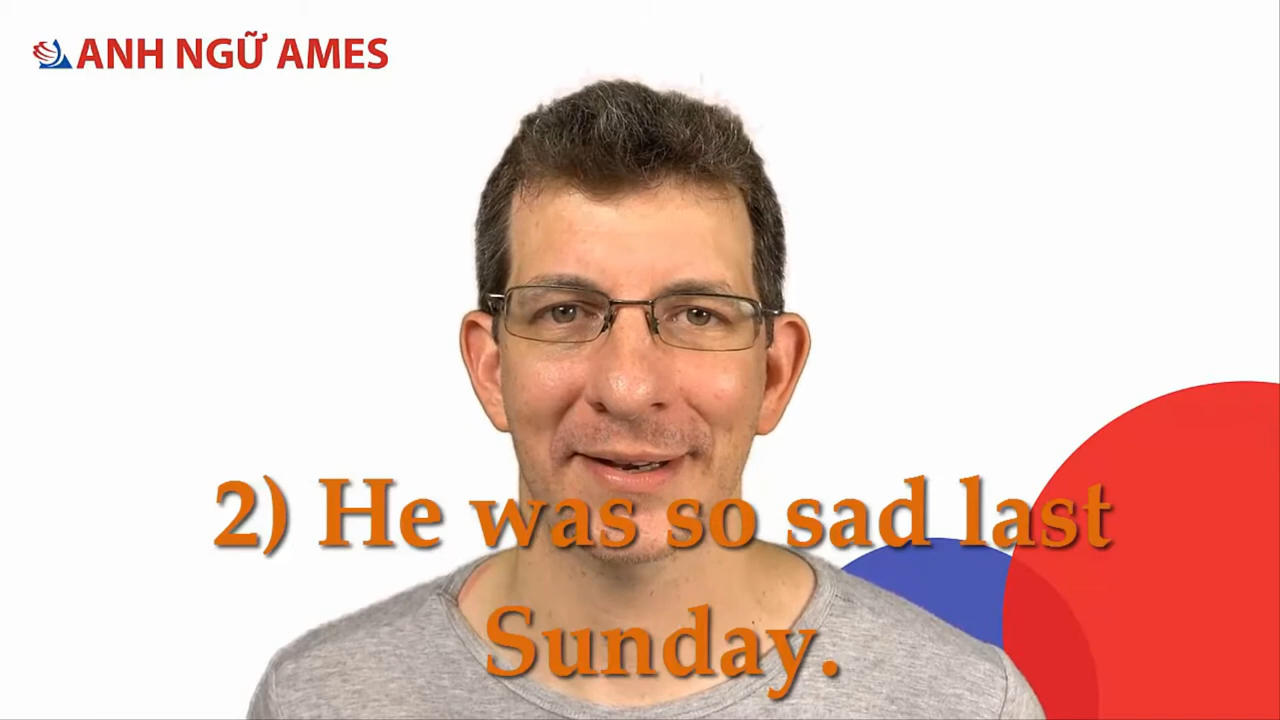 ANH NGỮ AMES
2) He was so sad last
Sunday.